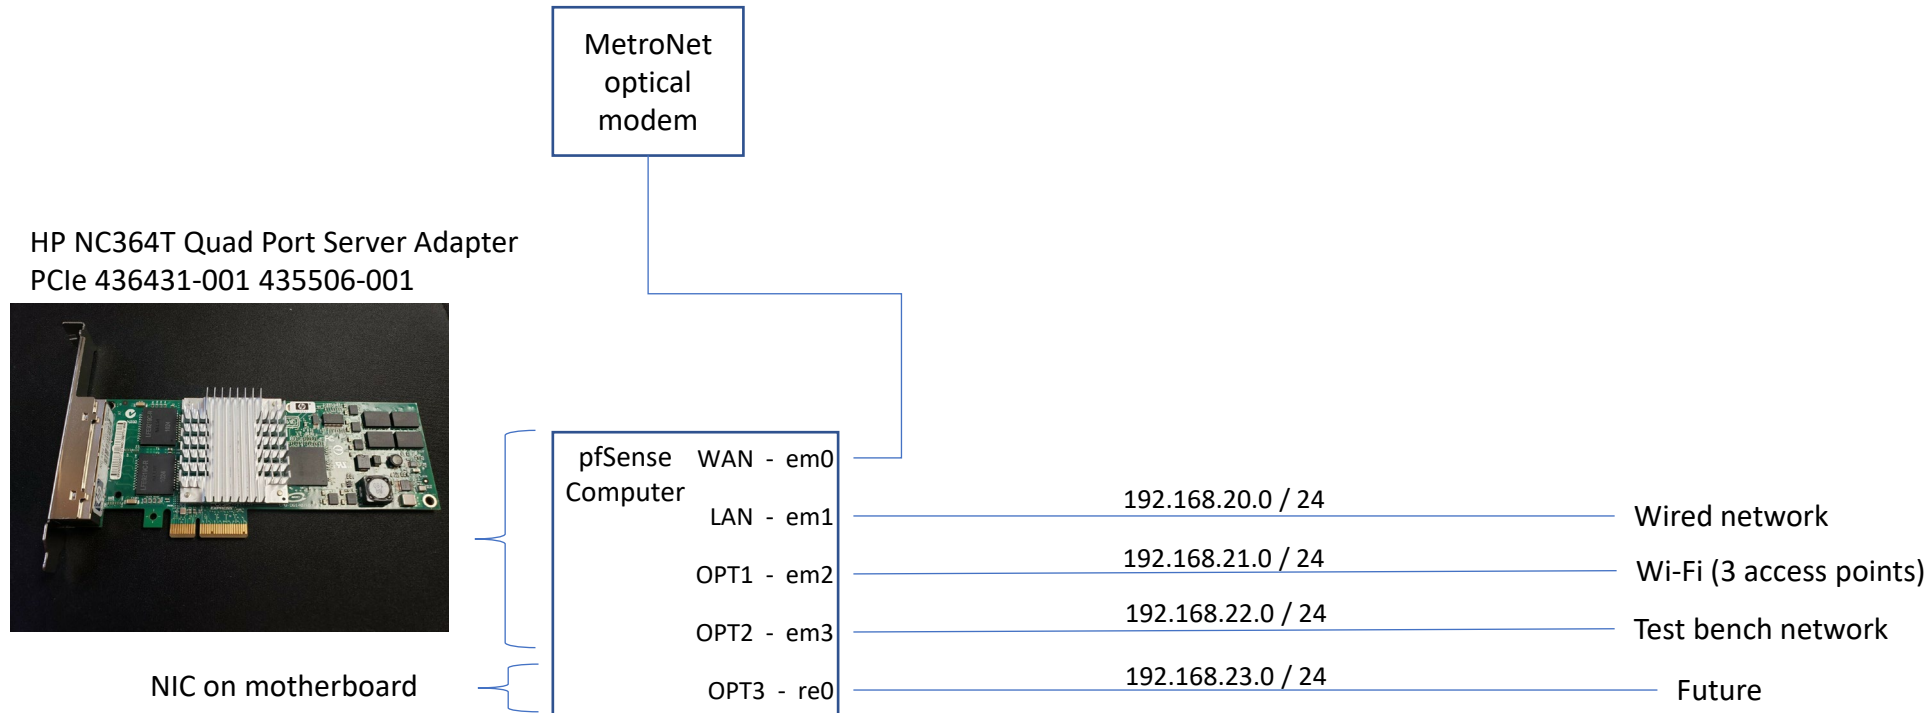 MetroNet
optical
modem
HP NC364T Quad Port Server Adapter
PCIe 436431-001 435506-001
pfSense
Computer
WAN - em0
LAN - em1
192.168.20.0 / 24
Wired network
OPT1 - em2
192.168.21.0 / 24
Wi-Fi (3 access points)
OPT2 - em3
192.168.22.0 / 24
Test bench network
NIC on motherboard
OPT3 - re0
192.168.23.0 / 24
Future